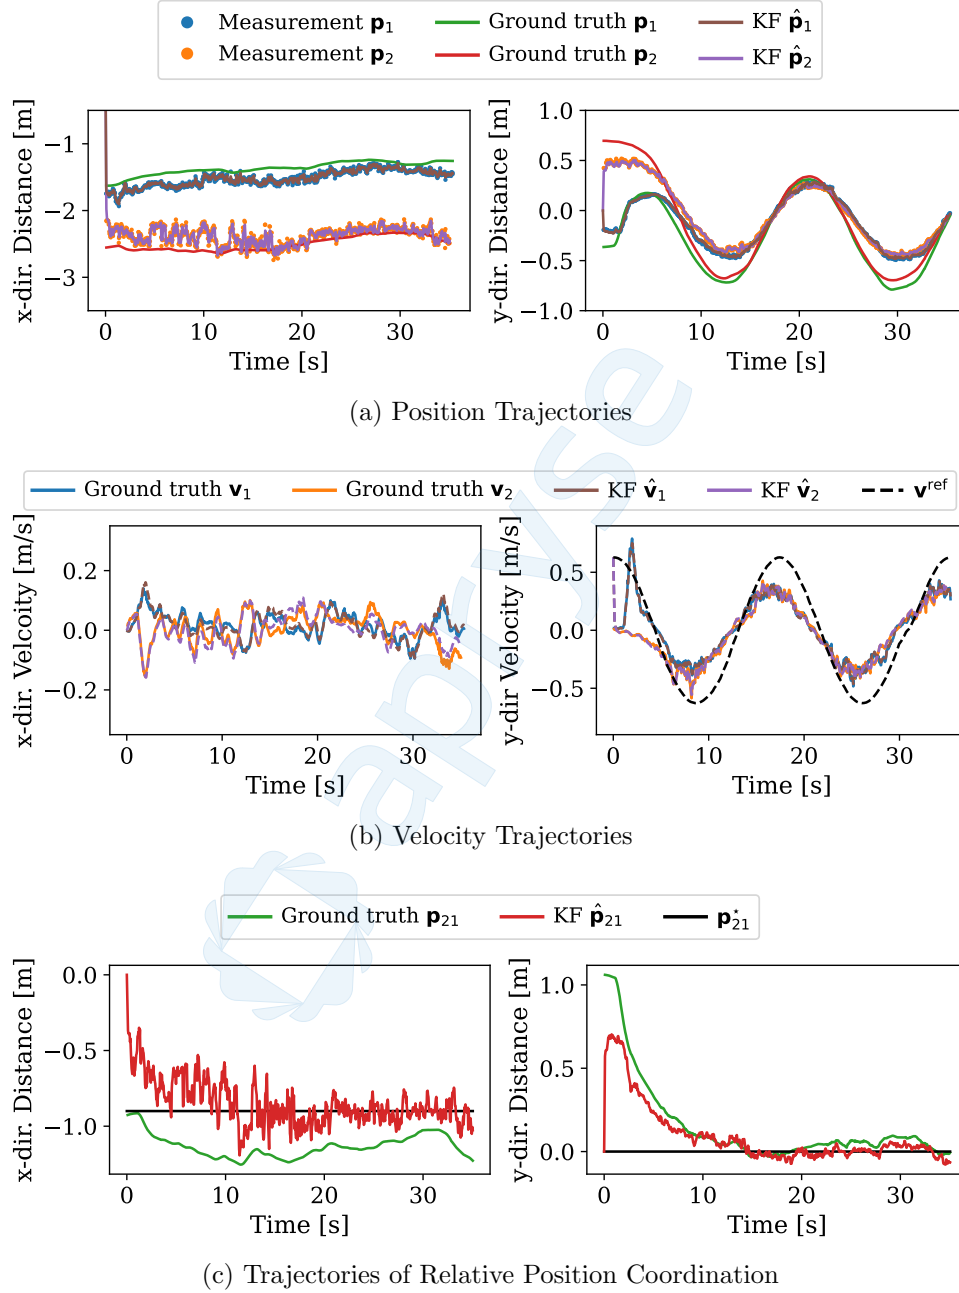 Measurement p₁ Ground truth p₁ KF p̂₁
Measurement p₂ Ground truth p₂ KF p̂₂
x-dir. Distance [m]
−1
−2
−3
0 10 20 30
Time [s]
y-dir. Distance [m]
1.0
0.5
0.0
−0.5
−1.0
0 10 20 30
Time [s]
(a) Position Trajectories
Ground truth v₁ Ground truth v₂ KF v̂₁ KF v̂₂ v^ref
x-dir. Velcoity [m/s]
0.2
0.0
−0.2
0 10 20 30
Time [s]
y-dir Velocity [m/s]
0.5
0.0
−0.5
0 10 20 30
Time [s]
(b) Velocity Trajectories
Ground truth p₂₁ KF p̂₂₁ p*₂₁
x-dir. Distance [m]
0.0
−0.5
−1.0
0 10 20 30
Time [s]
y-dir. Distance [m]
1.0
0.5
0.0
0 10 20 30
Time [s]
(c) Trajectories of Relative Position Coordination
apryse